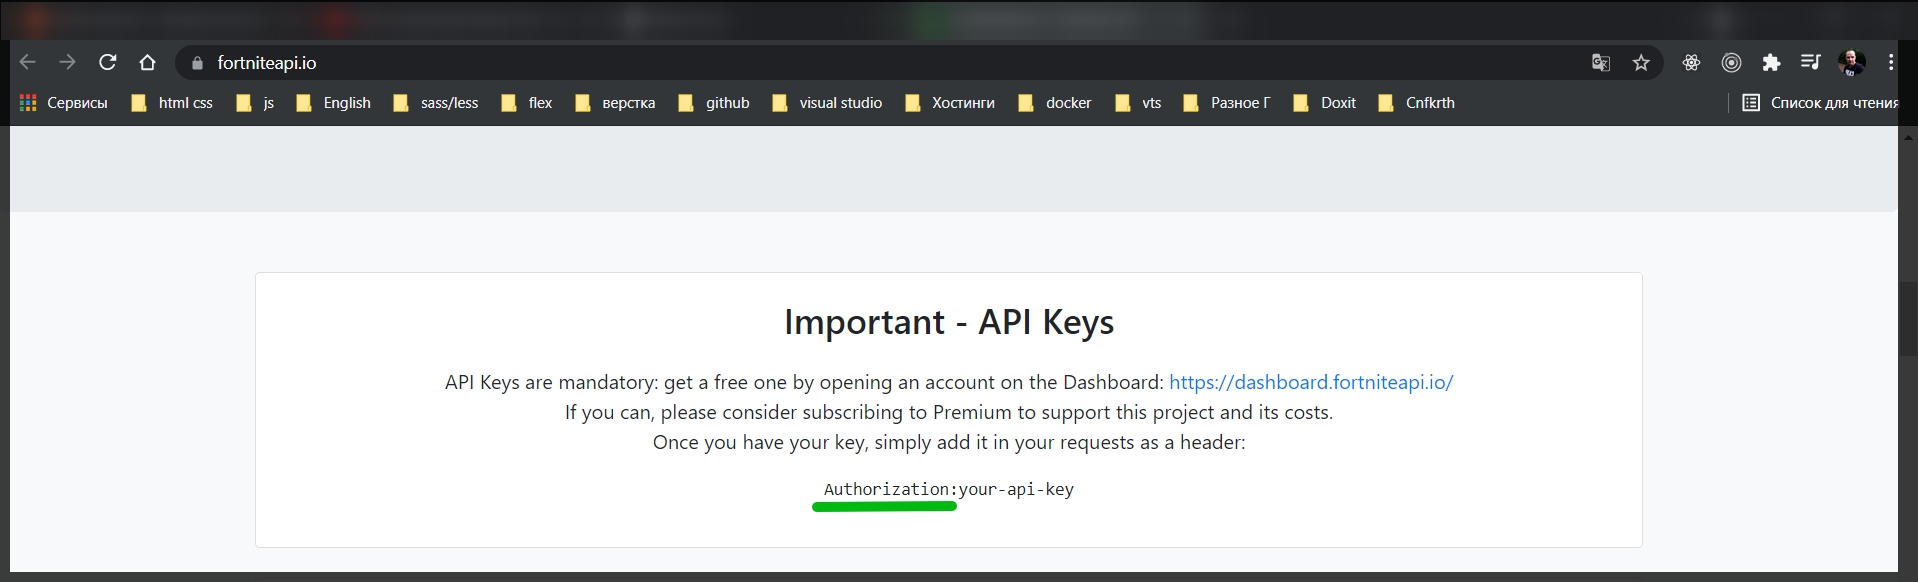 fortniteapi.io
Сервисы html css js English sass/less flex верстка github visual studio Хостинги docker vts Разное Г Doxit Cnfkrth Список для чтения
Important - API Keys
API Keys are mandatory: get a free one by opening an account on the Dashboard: https://dashboard.fortniteapi.io/
If you can, please consider subscribing to Premium to support this project and its costs.
Once you have your key, simply add it in your requests as a header:
Authorization:your-api-key